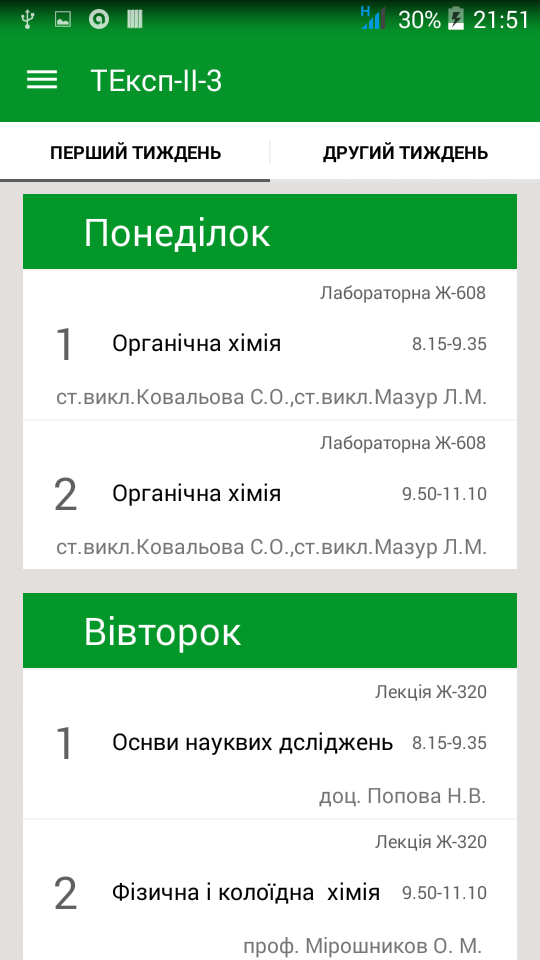 H 30% 21:51
ТЕксп-ІІ-3
ПЕРШИЙ ТИЖДЕНЬ ДРУГИЙ ТИЖДЕНЬ
Понеділок
Лабораторна Ж-608
1 Органічна хімія 8.15-9.35
ст.викл.Ковальова С.О.,ст.викл.Мазур Л.М.
Лабораторна Ж-608
2 Органічна хімія 9.50-11.10
ст.викл.Ковальова С.О.,ст.викл.Мазур Л.М.
Вівторок
Лекція Ж-320
1 Оснви науквих дсліджень 8.15-9.35
доц. Попова Н.В.
Лекція Ж-320
2 Фізична і колоїдна  хімія 9.50-11.10
проф. Мірошников О. М.